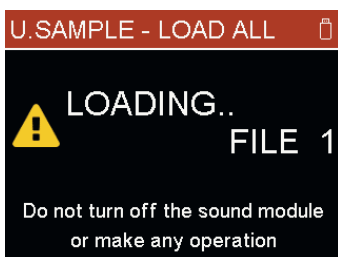 U.SAMPLE - LOAD ALL
LOADING..
FILE 1
Do not turn off the sound module
or make any operation